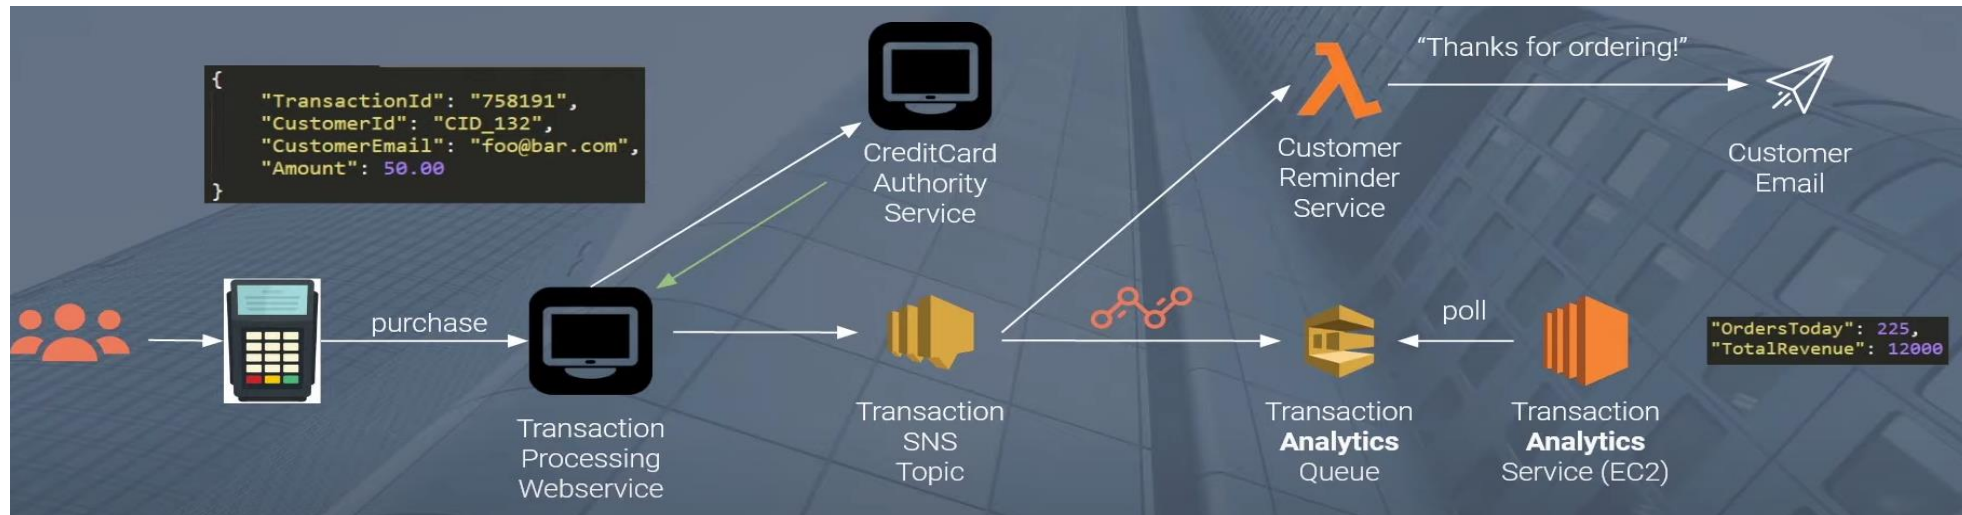 {
"TransactionId": "758191",
"CustomerId": "CID_132",
"CustomerEmail": "foo@bar.com",
"Amount": 50.00
}
purchase
Transaction
Processing
Webservice
CreditCard
Authority
Service
Transaction
SNS
Topic
Customer
Reminder
Service
“Thanks for ordering!”
Customer
Email
Transaction
Analytics
Queue
poll
Transaction
Analytics
Service (EC2)
"OrdersToday": 225,
"TotalRevenue": 12000